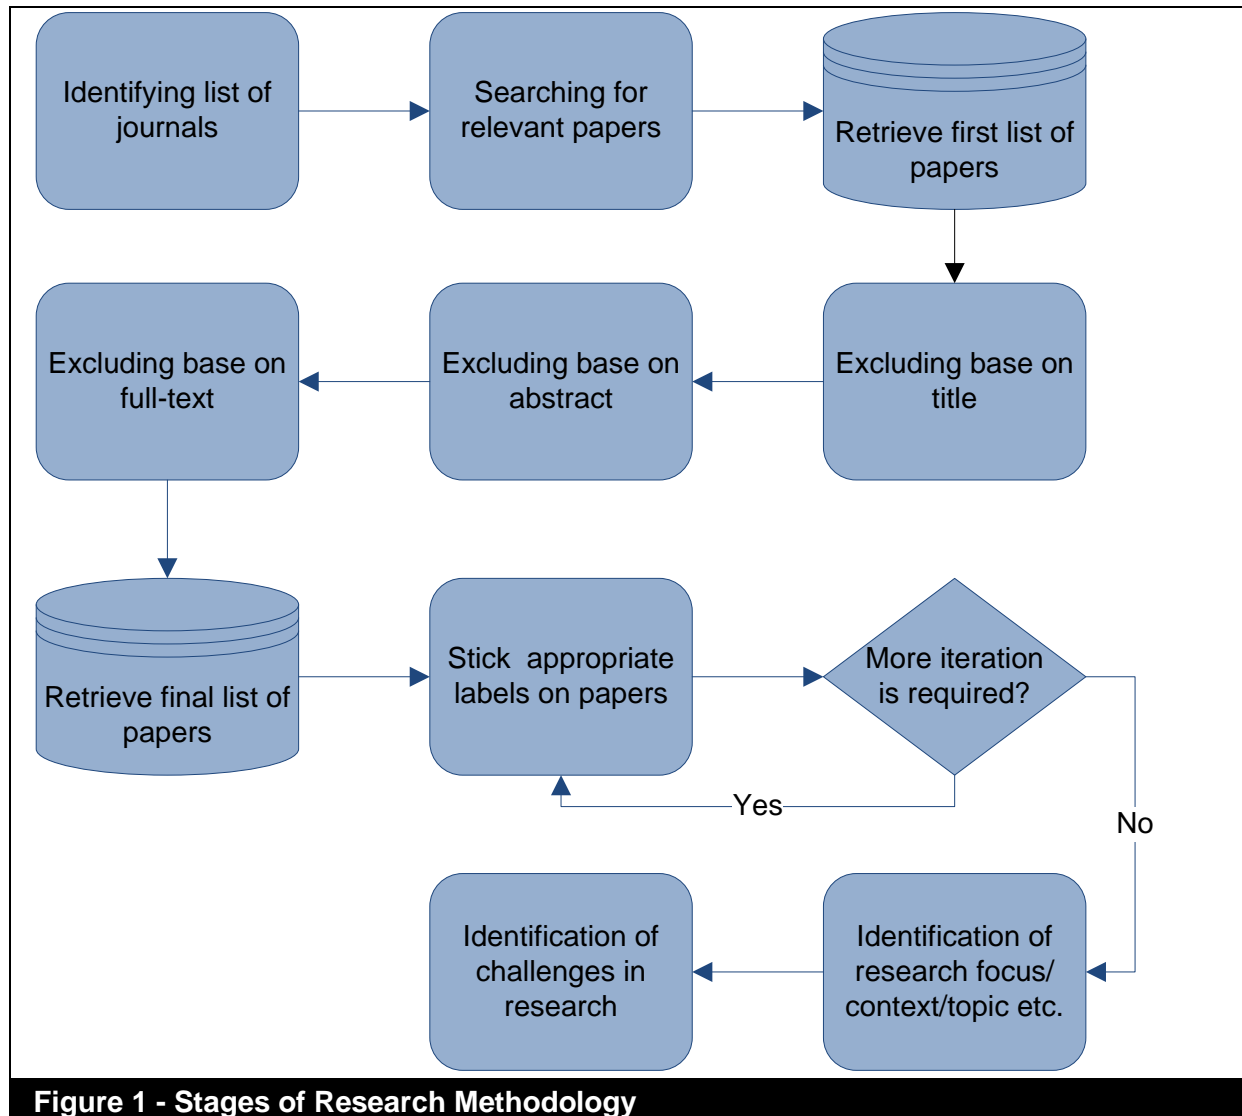 Identifying list of
journals
Searching for
relevant papers
Retrieve first list of
papers
Excluding base on
title
Excluding base on
abstract
Excluding base on
full-text
Retrieve final list of
papers
Stick  appropriate
labels on papers
More iteration
is required?
Yes
No
Identification of
research focus/
context/topic etc.
Identification of
challenges in
research
Figure 1 - Stages of Research Methodology